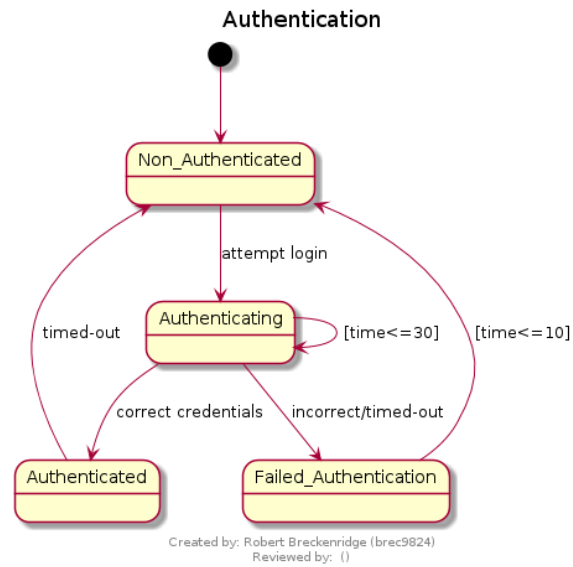 Authentication
Non_Authenticated
attempt login
Authenticating
timed-out
[time<=30]
[time<=10]
correct credentials
incorrect/timed-out
Authenticated
Failed_Authentication
Created by: Robert Breckenridge (brec9824)
Reviewed by:  ()